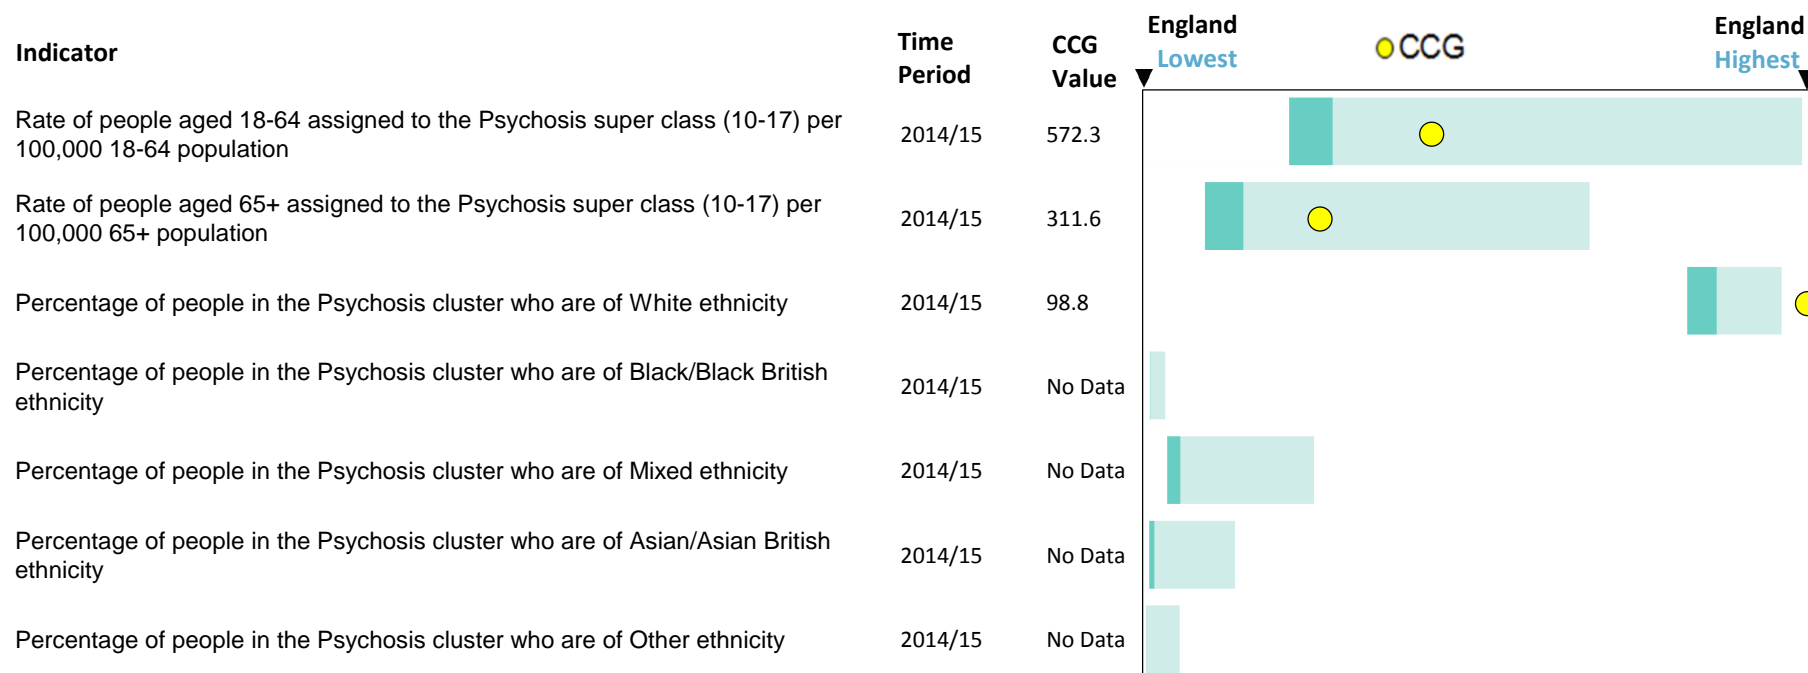 Indicator
Time
Period
CCG
Value
England
Lowest
CCG
England
Highest
Rate of people aged 18-64 assigned to the Psychosis super class (10-17) per
100,000 18-64 population
2014/15
572.3
Rate of people aged 65+ assigned to the Psychosis super class (10-17) per
100,000 65+ population
2014/15
311.6
Percentage of people in the Psychosis cluster who are of White ethnicity
2014/15
98.8
Percentage of people in the Psychosis cluster who are of Black/Black British
ethnicity
2014/15
No Data
Percentage of people in the Psychosis cluster who are of Mixed ethnicity
2014/15
No Data
Percentage of people in the Psychosis cluster who are of Asian/Asian British
ethnicity
2014/15
No Data
Percentage of people in the Psychosis cluster who are of Other ethnicity
2014/15
No Data